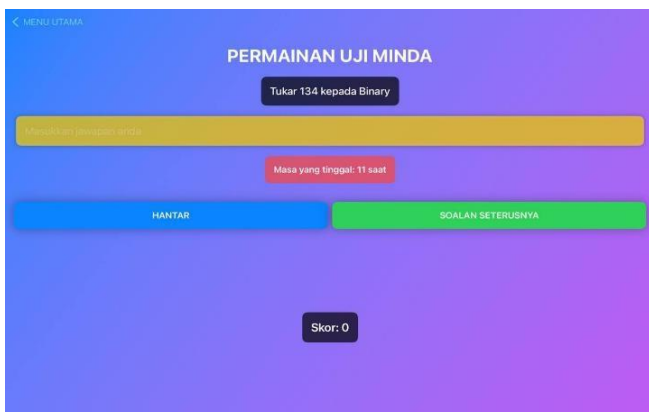 MENU UTAMA
PERMAINAN UJI MINDA
Tukar 134 kepada Binary
Masukkan jawapan anda
Masa yang tinggal: 11 saat
HANTAR
SOALAN SETERUSNYA
Skor: 0